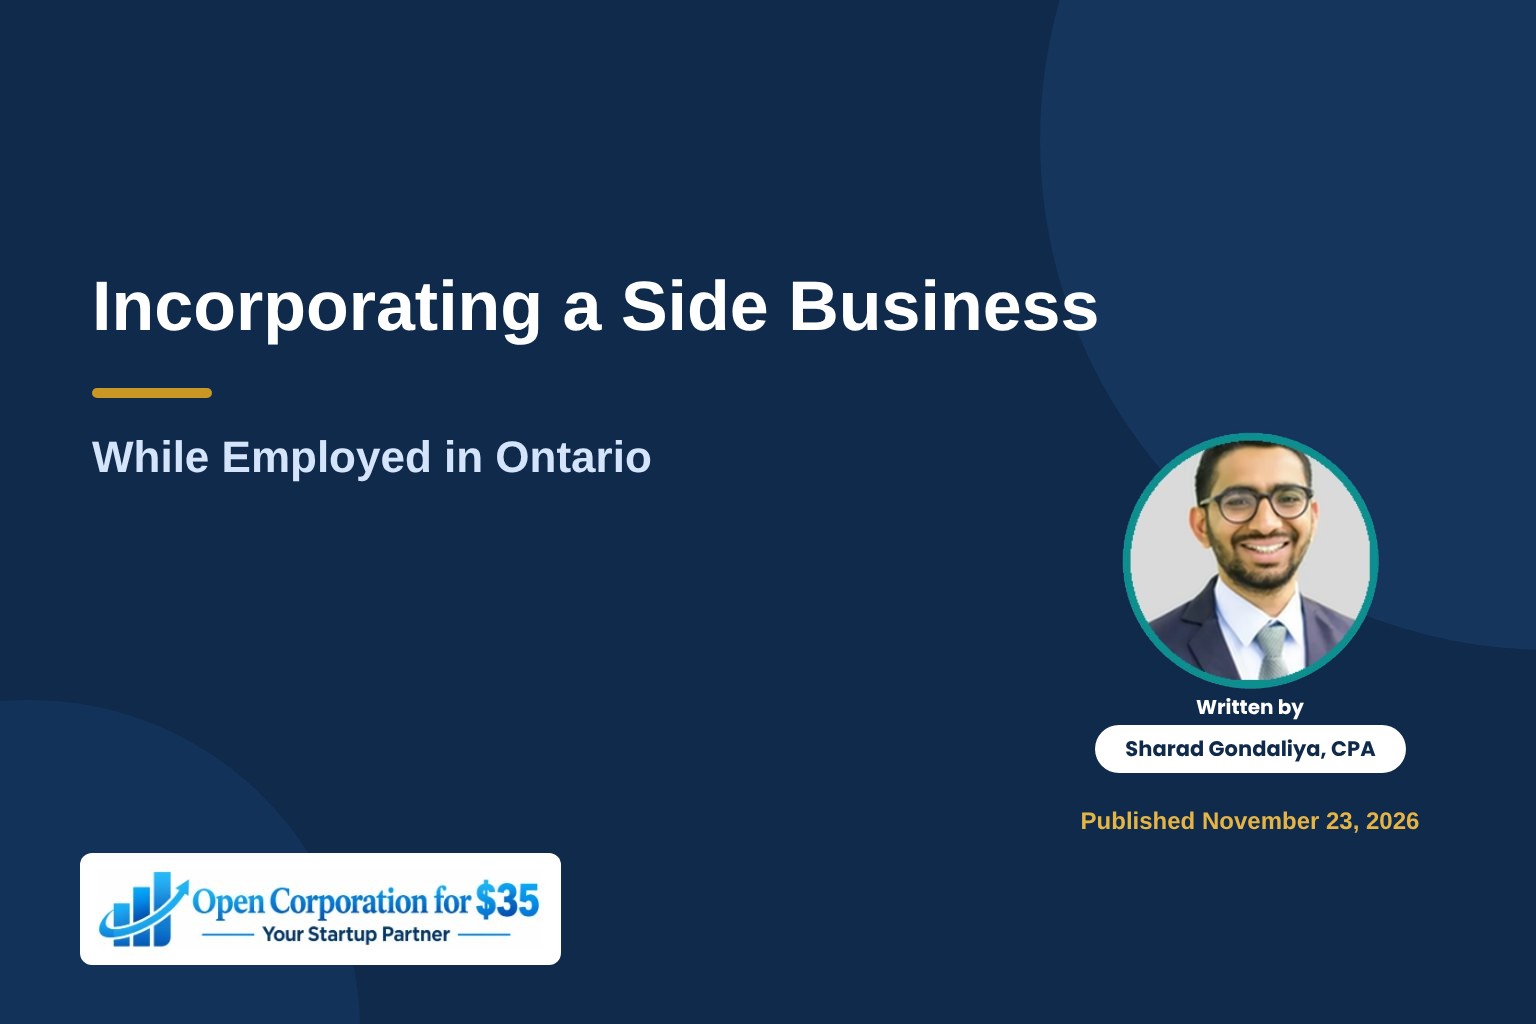 Incorporating a Side Business
While Employed in Ontario
Written by
Sharad Gondaliya, CPA
Published November 23, 2026
Open Corporation for $35
Your Startup Partner